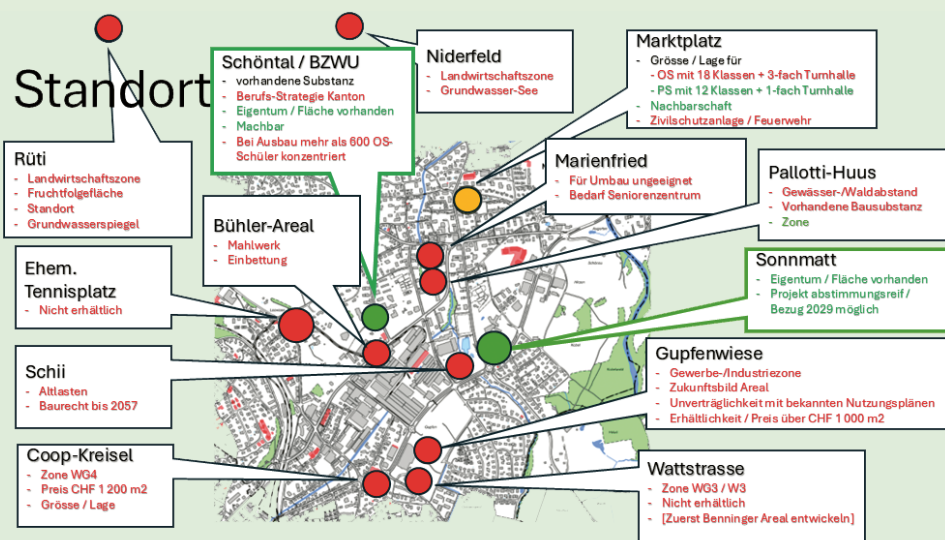 Standort
Rüti
- Landwirtschaftszone
- Fruchtfolgefläche
- Standort
- Grundwasserspiegel
Schöntal / BZWU
- vorhandene Substanz
- Berufs-Strategie Kanton
- Eigentum / Fläche vorhanden
- Machbar
- Bei Ausbau mehr als 600 OS-
Schüler konzentriert
Niderfeld
- Landwirtschaftszone
- Grundwasser-See
Marktplatz
- Grösse / Lage für
- OS mit 18 Klassen + 3-fach Turnhalle
- PS mit 12 Klassen + 1-fach Turnhalle
- Nachbarschaft
- Zivilschutzanlage / Feuerwehr
Marienfried
- Für Umbau ungeeignet
- Bedarf Seniorenzentrum
Pallotti-Huus
- Gewässer-/Waldabstand
- Vorhandene Bausubstanz
- Zone
Bühler-Areal
- Mahlwerk
- Einbettung
Ehem.
Tennisplatz
- Nicht erhältlich
Sonnmatt
- Eigentum / Fläche vorhanden
- Projekt abstimmungsreif /
Bezug 2029 möglich
Schii
- Altlasten
- Baurecht bis 2057
Gupfenwiese
- Gewerbe-/Industriezone
- Zukunftsbild Areal
- Unverträglichkeit mit bekannten Nutzungsplänen
- Erhältlichkeit / Preis über CHF 1 000 m2
Coop-Kreisel
- Zone WG4
- Preis CHF 1 200 m2
- Grösse / Lage
Wattstrasse
- Zone WG3 / W3
- Nicht erhältlich
- [Zuerst Benninger Areal entwickeln]